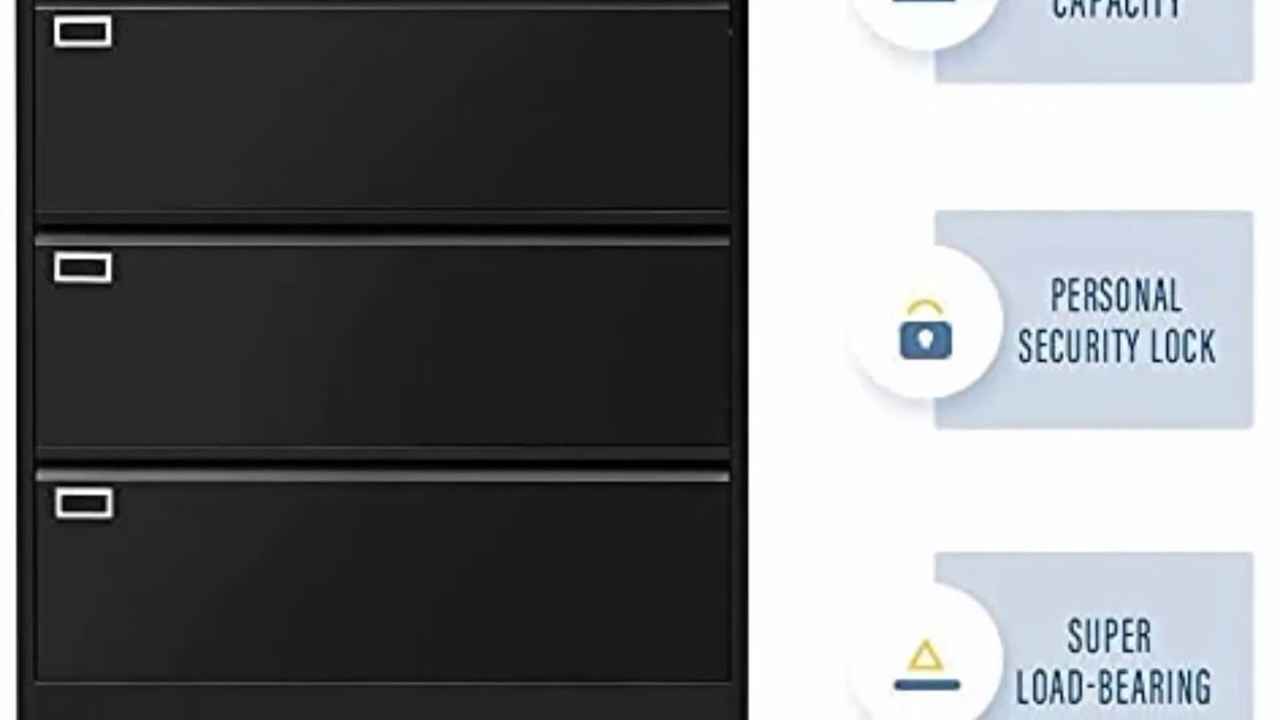 CAPACITY
PERSONAL
SECURITY LOCK
SUPER
LOAD-BEARING